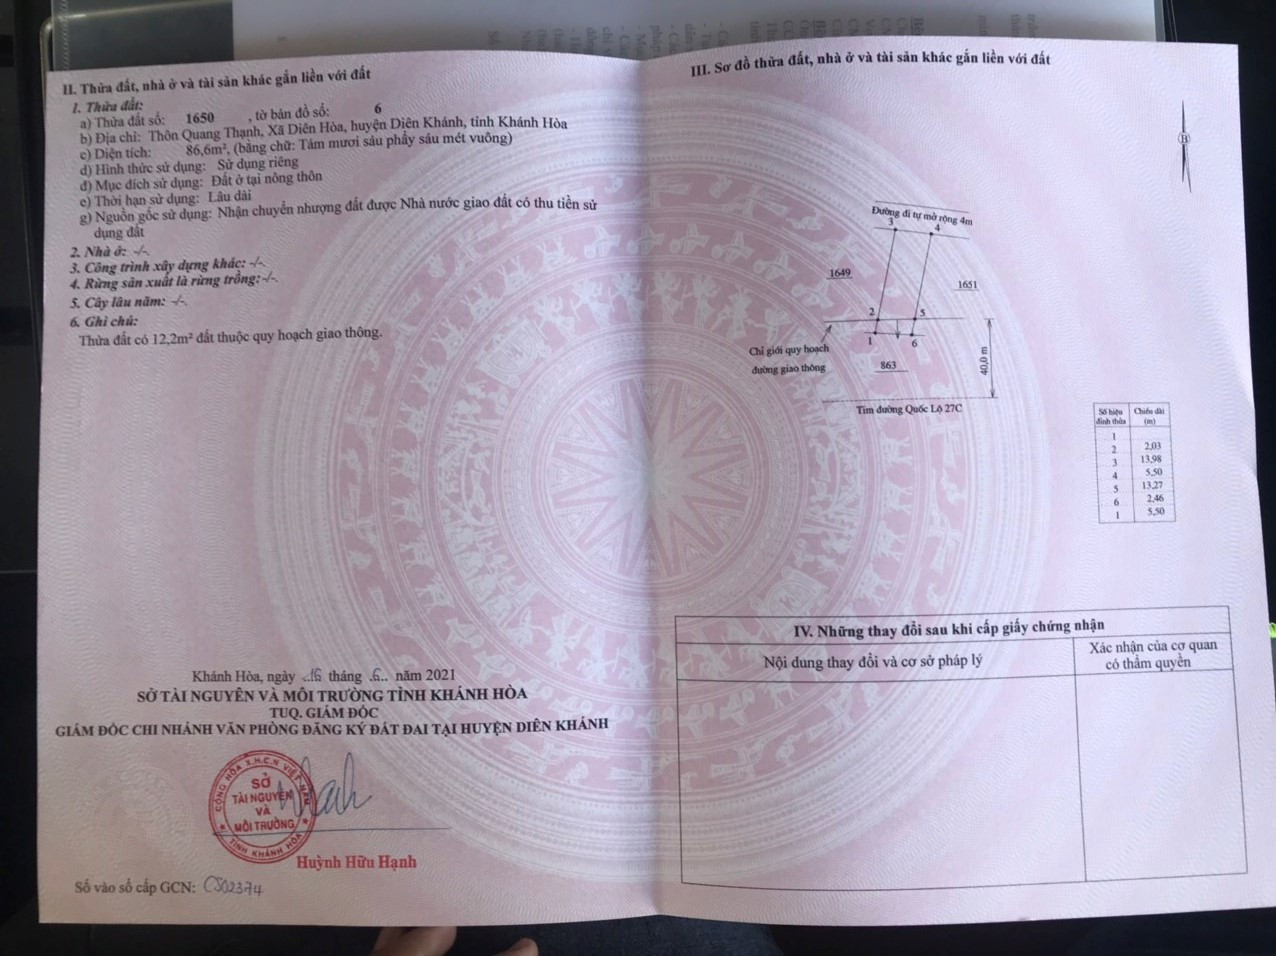 II. Thửa đất, nhà ở và tài sản khác gắn liền với đất
1. Thửa đất:
a) Thửa đất số: 1650 , tờ bản đồ số: 6
b) Địa chỉ: Thôn Quang Thạnh, Xã Diên Hòa, huyện Diên Khánh, tỉnh Khánh Hòa
c) Diện tích: 86,6m², (bằng chữ: Tám mươi sáu phẩy sáu mét vuông)
d) Hình thức sử dụng: Sử dụng riêng
đ) Mục đích sử dụng: Đất ở tại nông thôn
e) Thời hạn sử dụng: Lâu dài
g) Nguồn gốc sử dụng: Nhận chuyển nhượng đất được Nhà nước giao đất có thu tiền sử
dụng đất
2. Nhà ở: -/-.
3. Công trình xây dựng khác: -/-.
4. Rừng sản xuất là rừng trồng: -/-.
5. Cây lâu năm: -/-.
6. Ghi chú:
Thửa đất có 12,2m² đất thuộc quy hoạch giao thông.
Khánh Hòa, ngày .16 tháng .6.. năm 2021
SỞ TÀI NGUYÊN VÀ MÔI TRƯỜNG TỈNH KHÁNH HÒA
TUQ. GIÁM ĐỐC
GIÁM ĐỐC CHI NHÁNH VĂN PHÒNG ĐĂNG KÝ ĐẤT ĐAI TẠI HUYỆN DIÊN KHÁNH
CỘNG HÒA X.H.C.N VIỆT NAM
SỞ
TÀI NGUYÊN
VÀ
MÔI TRƯỜNG
TỈNH KHÁNH HÒA
Huỳnh Hữu Hạnh
Số vào sổ cấp GCN: CS02374
III. Sơ đồ thửa đất, nhà ở và tài sản khác gắn liền với đất
B
Đường đi tự mở rộng 4m
3
4
1649
1651
2
5
1
6
Chỉ giới quy hoạch
đường giao thông
863
40,0 m
Tim đường Quốc Lộ 27C
Số hiệu đỉnh thửa Chiều dài (m)
1
2 2,03
3 13,98
4 5,50
5 13,27
6 2,46
1 5,50
IV. Những thay đổi sau khi cấp giấy chứng nhận
Nội dung thay đổi và cơ sở pháp lý
Xác nhận của cơ quan
có thẩm quyền